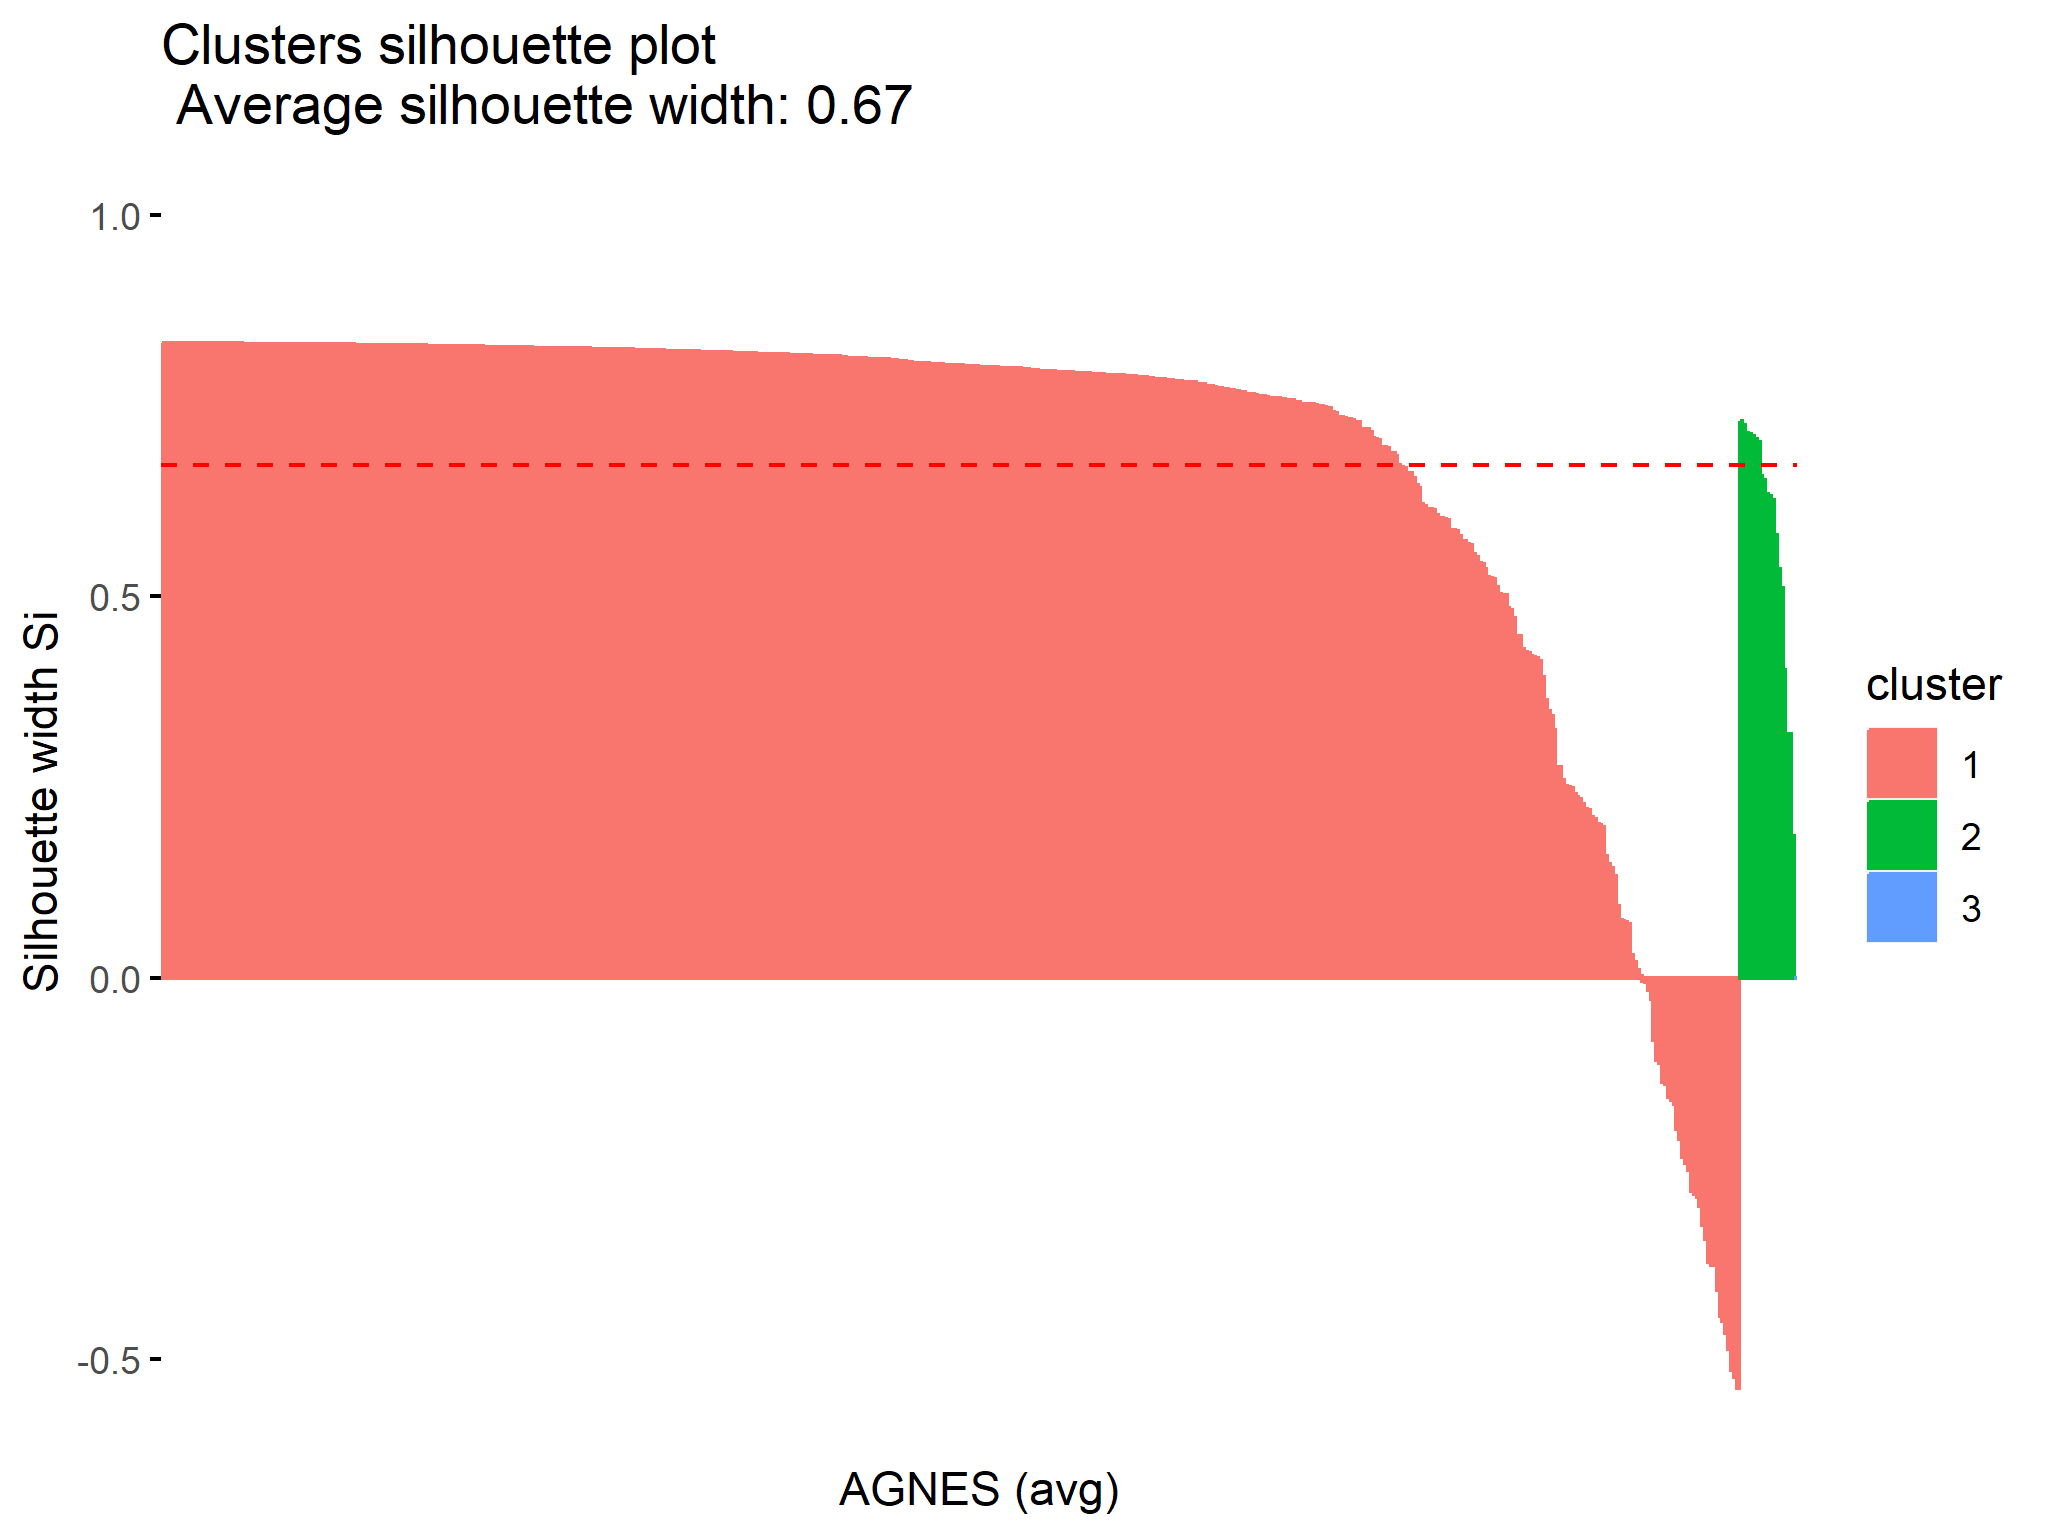 Clusters silhouette plot
Average silhouette width: 0.67
1.0
0.5
0.0
-0.5
Silhouette width Si
AGNES (avg)
cluster
1
2
3